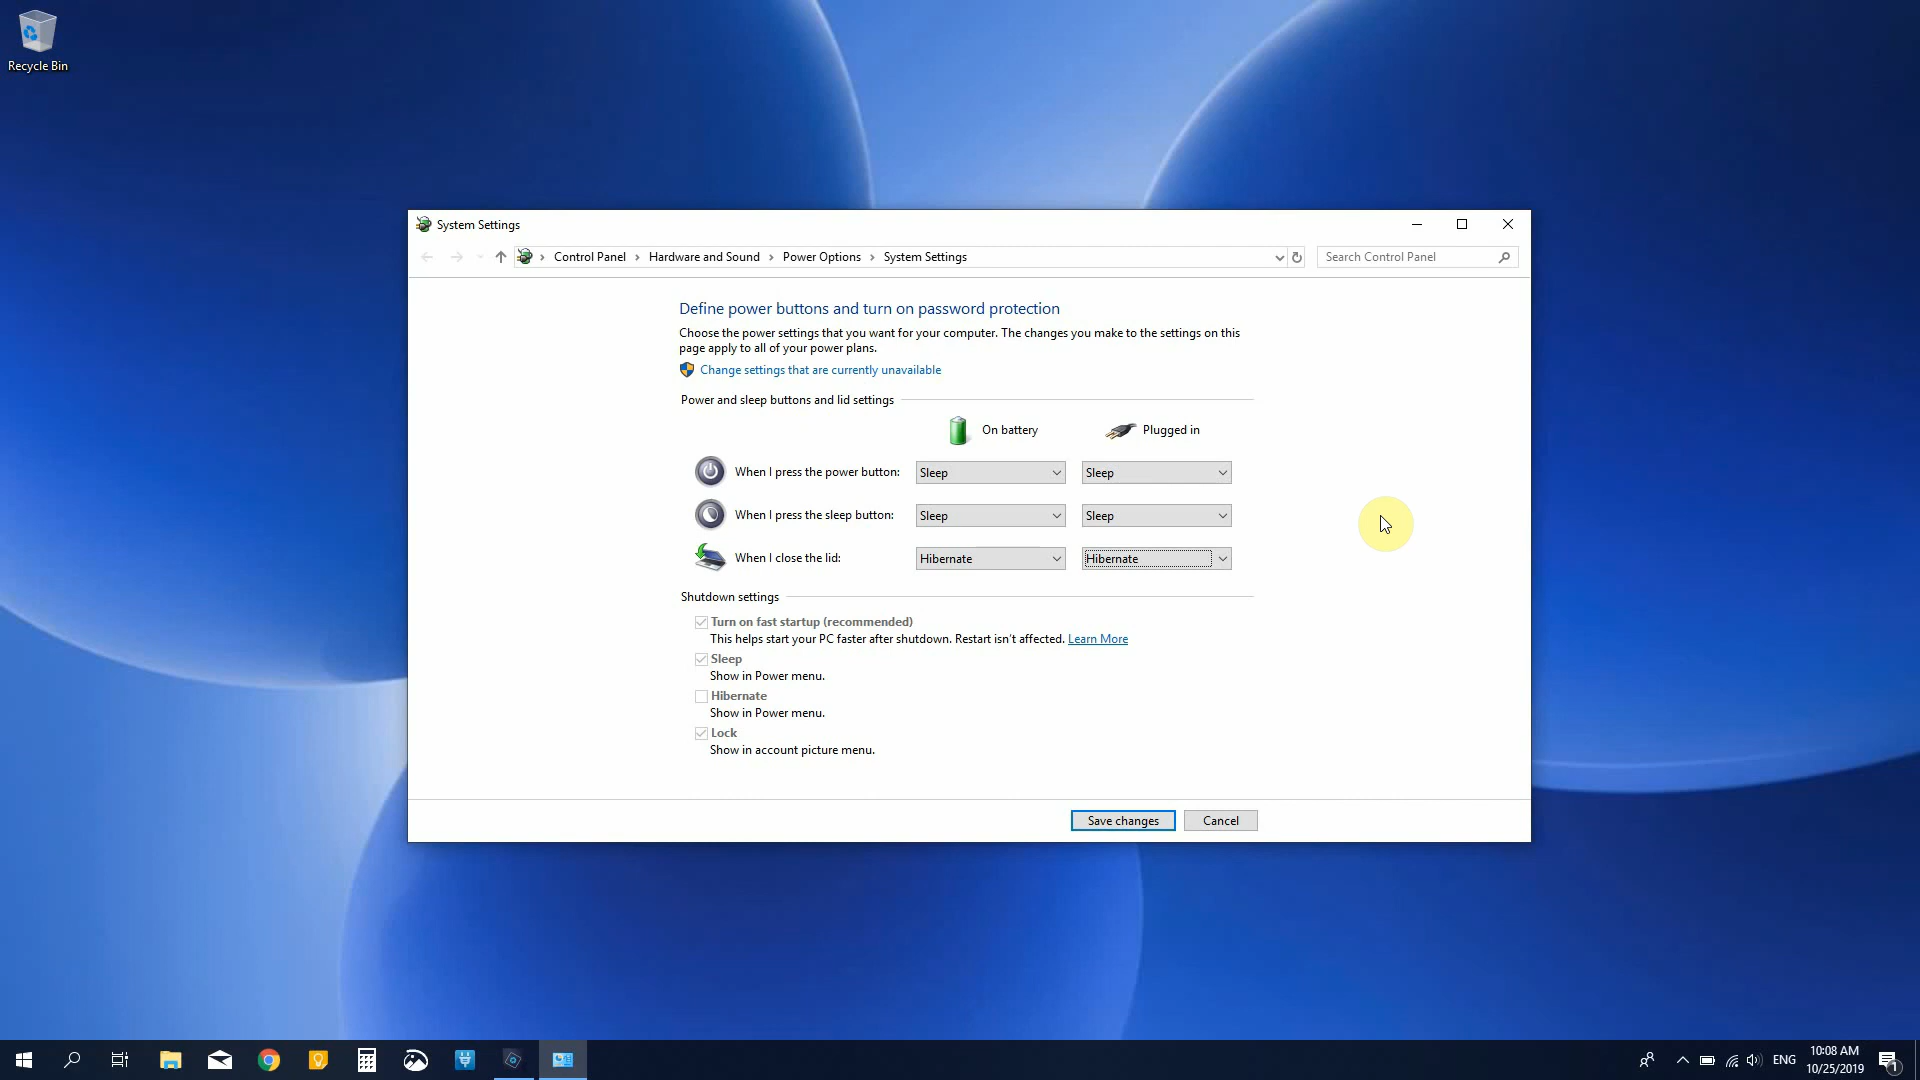 Recycle Bin
System Settings
Control Panel Hardware and Sound Power Options System Settings
Search Control Panel
Define power buttons and turn on password protection
Choose the power settings that you want for your computer. The changes you make to the settings on this
page apply to all of your power plans.
Change settings that are currently unavailable
Power and sleep buttons and lid settings
On battery Plugged in
When I press the power button: Sleep Sleep
When I press the sleep button: Sleep Sleep
When I close the lid: Hibernate Hibernate
Shutdown settings
Turn on fast startup (recommended)
This helps start your PC faster after shutdown. Restart isn't affected. Learn More
Sleep
Show in Power menu.
Hibernate
Show in Power menu.
Lock
Show in account picture menu.
Save changes Cancel
ENG
10:08 AM
10/25/2019
1